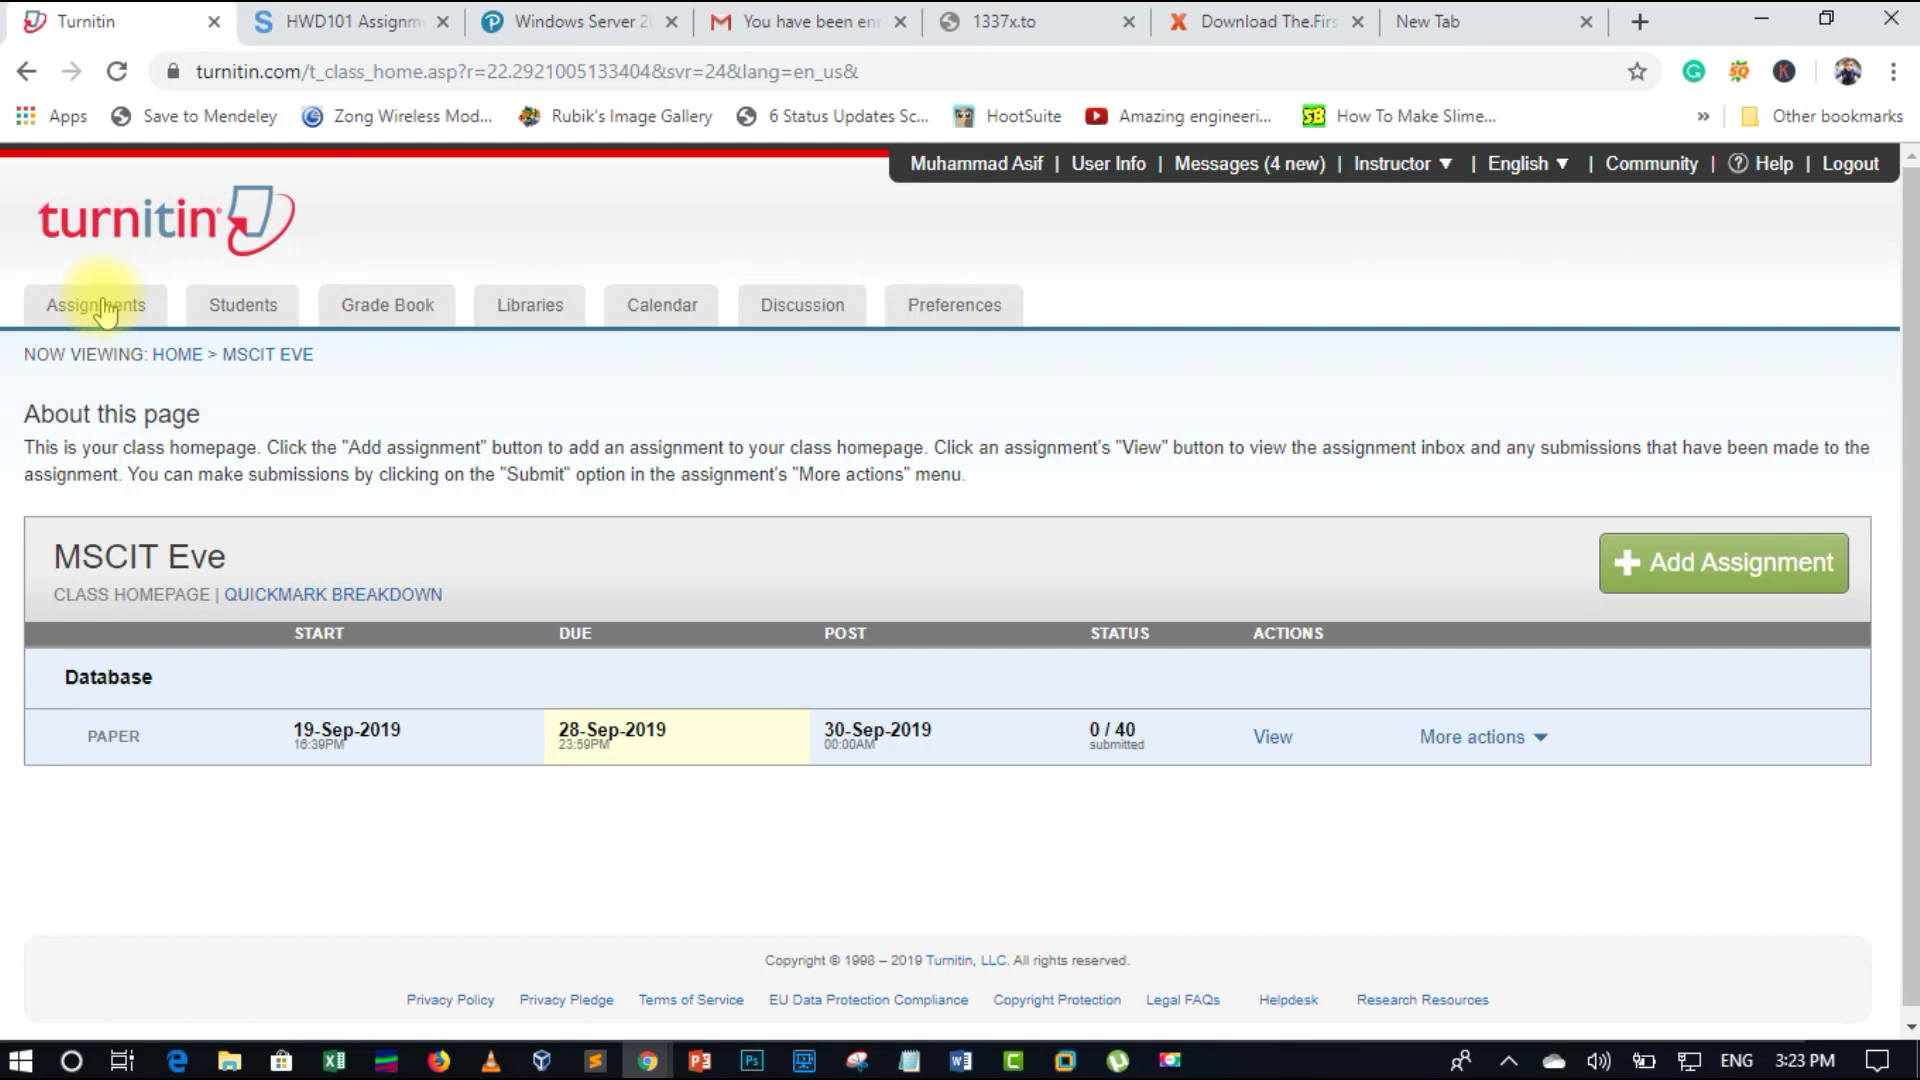 Turnitin
HWD101 Assignm
Windows Server 2
You have been en
1337x.to
Download The.Firs
New Tab
turnitin.com/t_class_home.asp?r=22.2921005133404&svr=24&lang=en_us&
Apps
Save to Mendeley
Zong Wireless Mod...
Rubik's Image Gallery
6 Status Updates Sc...
HootSuite
Amazing engineeri...
How To Make Slime...
»
Other bookmarks
Muhammad Asif | User Info | Messages (4 new) | Instructor ▼ | English ▼ | Community | ? Help | Logout
turnitin
Assignments
Students
Grade Book
Libraries
Calendar
Discussion
Preferences
NOW VIEWING: HOME > MSCIT EVE
About this page
This is your class homepage. Click the "Add assignment" button to add an assignment to your class homepage. Click an assignment's "View" button to view the assignment inbox and any submissions that have been made to the
assignment. You can make submissions by clicking on the "Submit" option in the assignment's "More actions" menu.
MSCIT Eve
Add Assignment
CLASS HOMEPAGE | QUICKMARK BREAKDOWN
START DUE POST STATUS ACTIONS
Database
PAPER
19-Sep-2019
16:39PM
28-Sep-2019
23:59PM
30-Sep-2019
00:00AM
0 / 40
submitted
View
More actions
Copyright © 1998 – 2019 Turnitin, LLC. All rights reserved.
Privacy Policy Privacy Pledge Terms of Service EU Data Protection Compliance Copyright Protection Legal FAQs Helpdesk Research Resources
ENG
3:23 PM